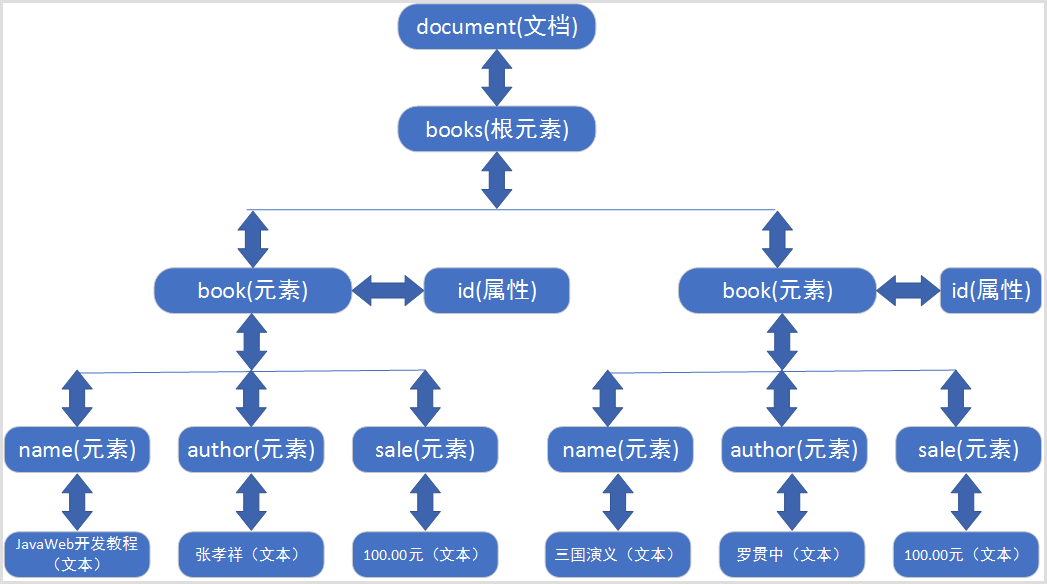 document(文档)
books(根元素)
book(元素)
id(属性)
book(元素)
id(属性)
name(元素)
author(元素)
sale(元素)
name(元素)
author(元素)
sale(元素)
JavaWeb开发教程
（文本）
张孝祥（文本）
100.00元（文本）
三国演义（文本）
罗贯中（文本）
100.00元（文本）